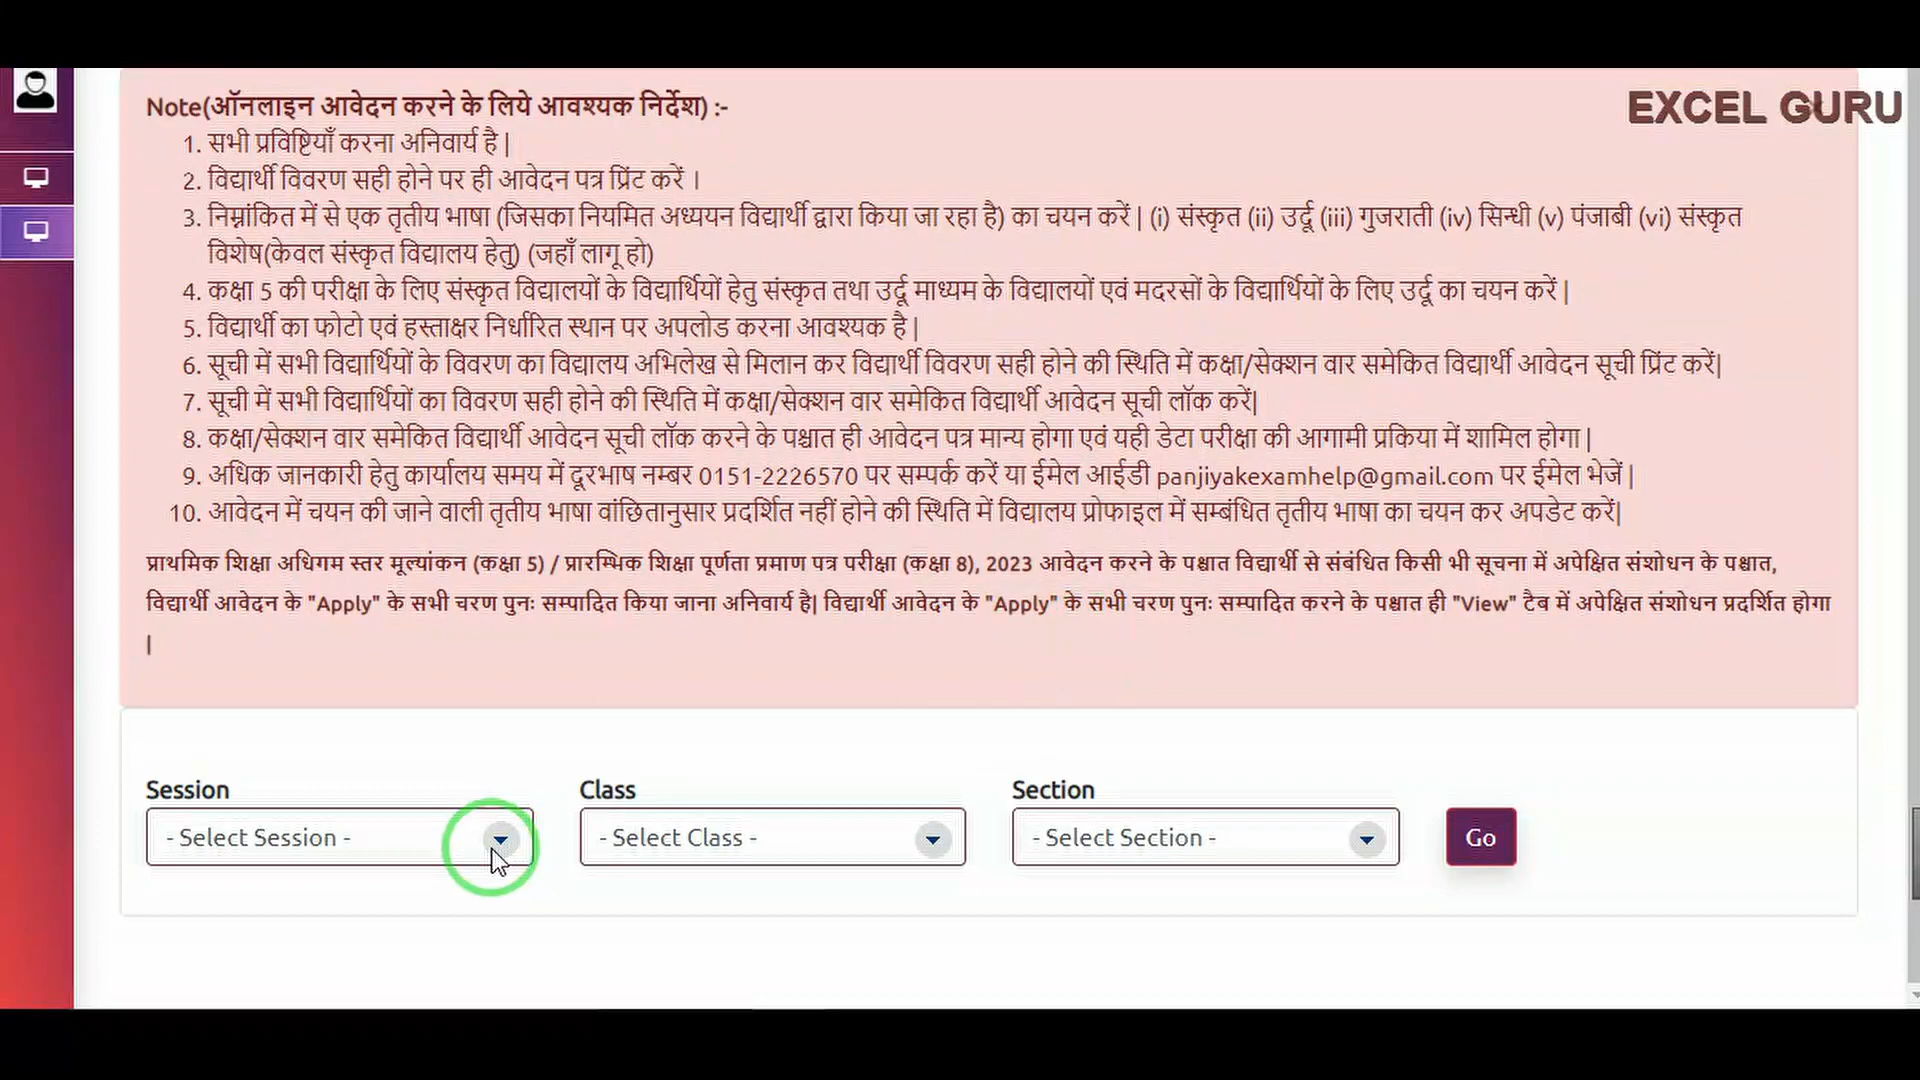 EXCEL GURU
Note(ऑनलाइन आवेदन करने के लिये आवश्यक निर्देश) :-
1. सभी प्रविष्टियाँ करना अनिवार्य है |
2. विद्यार्थी विवरण सही होने पर ही आवेदन पत्र प्रिंट करें ।
3. निम्नांकित में से एक तृतीय भाषा (जिसका नियमित अध्ययन विद्यार्थी द्वारा किया जा रहा है) का चयन करें | (i) संस्कृत (ii) उर्दू (iii) गुजराती (iv) सिन्धी (v) पंजाबी (vi) संस्कृत
विशेष(केवल संस्कृत विद्यालय हेतु) (जहाँ लागू हो)
4. कक्षा 5 की परीक्षा के लिए संस्कृत विद्यालयों के विद्यार्थियों हेतु संस्कृत तथा उर्दू माध्यम के विद्यालयों एवं मदरसों के विद्यार्थियों के लिए उर्दू का चयन करें |
5. विद्यार्थी का फोटो एवं हस्ताक्षर निर्धारित स्थान पर अपलोड करना आवश्यक है |
6. सूची में सभी विद्यार्थियों के विवरण का विद्यालय अभिलेख से मिलान कर विद्यार्थी विवरण सही होने की स्थिति में कक्षा/सेक्शन वार समेकित विद्यार्थी आवेदन सूची प्रिंट करें|
7. सूची में सभी विद्यार्थियों का विवरण सही होने की स्थिति में कक्षा/सेक्शन वार समेकित विद्यार्थी आवेदन सूची लॉक करें|
8. कक्षा/सेक्शन वार समेकित विद्यार्थी आवेदन सूची लॉक करने के पश्चात ही आवेदन पत्र मान्य होगा एवं यही डेटा परीक्षा की आगामी प्रकिया में शामिल होगा |
9. अधिक जानकारी हेतु कार्यालय समय में दूरभाष नम्बर 0151-2226570 पर सम्पर्क करें या ईमेल आईडी panjiyakexamhelp@gmail.com पर ईमेल भेजें |
10. आवेदन में चयन की जाने वाली तृतीय भाषा वांछितानुसार प्रदर्शित नहीं होने की स्थिति में विद्यालय प्रोफाइल में सम्बंधित तृतीय भाषा का चयन कर अपडेट करें|
प्राथमिक शिक्षा अधिगम स्तर मूल्यांकन (कक्षा 5) / प्रारम्भिक शिक्षा पूर्णता प्रमाण पत्र परीक्षा (कक्षा 8), 2023 आवेदन करने के पश्चात विद्यार्थी से संबंधित किसी भी सूचना में अपेक्षित संशोधन के पश्चात,
विद्यार्थी आवेदन के "Apply" के सभी चरण पुनः सम्पादित किया जाना अनिवार्य है| विद्यार्थी आवेदन के "Apply" के सभी चरण पुनः सम्पादित करने के पश्चात ही "View" टैब में अपेक्षित संशोधन प्रदर्शित होगा
|
Session Class Section
- Select Session - - Select Class - - Select Section - Go